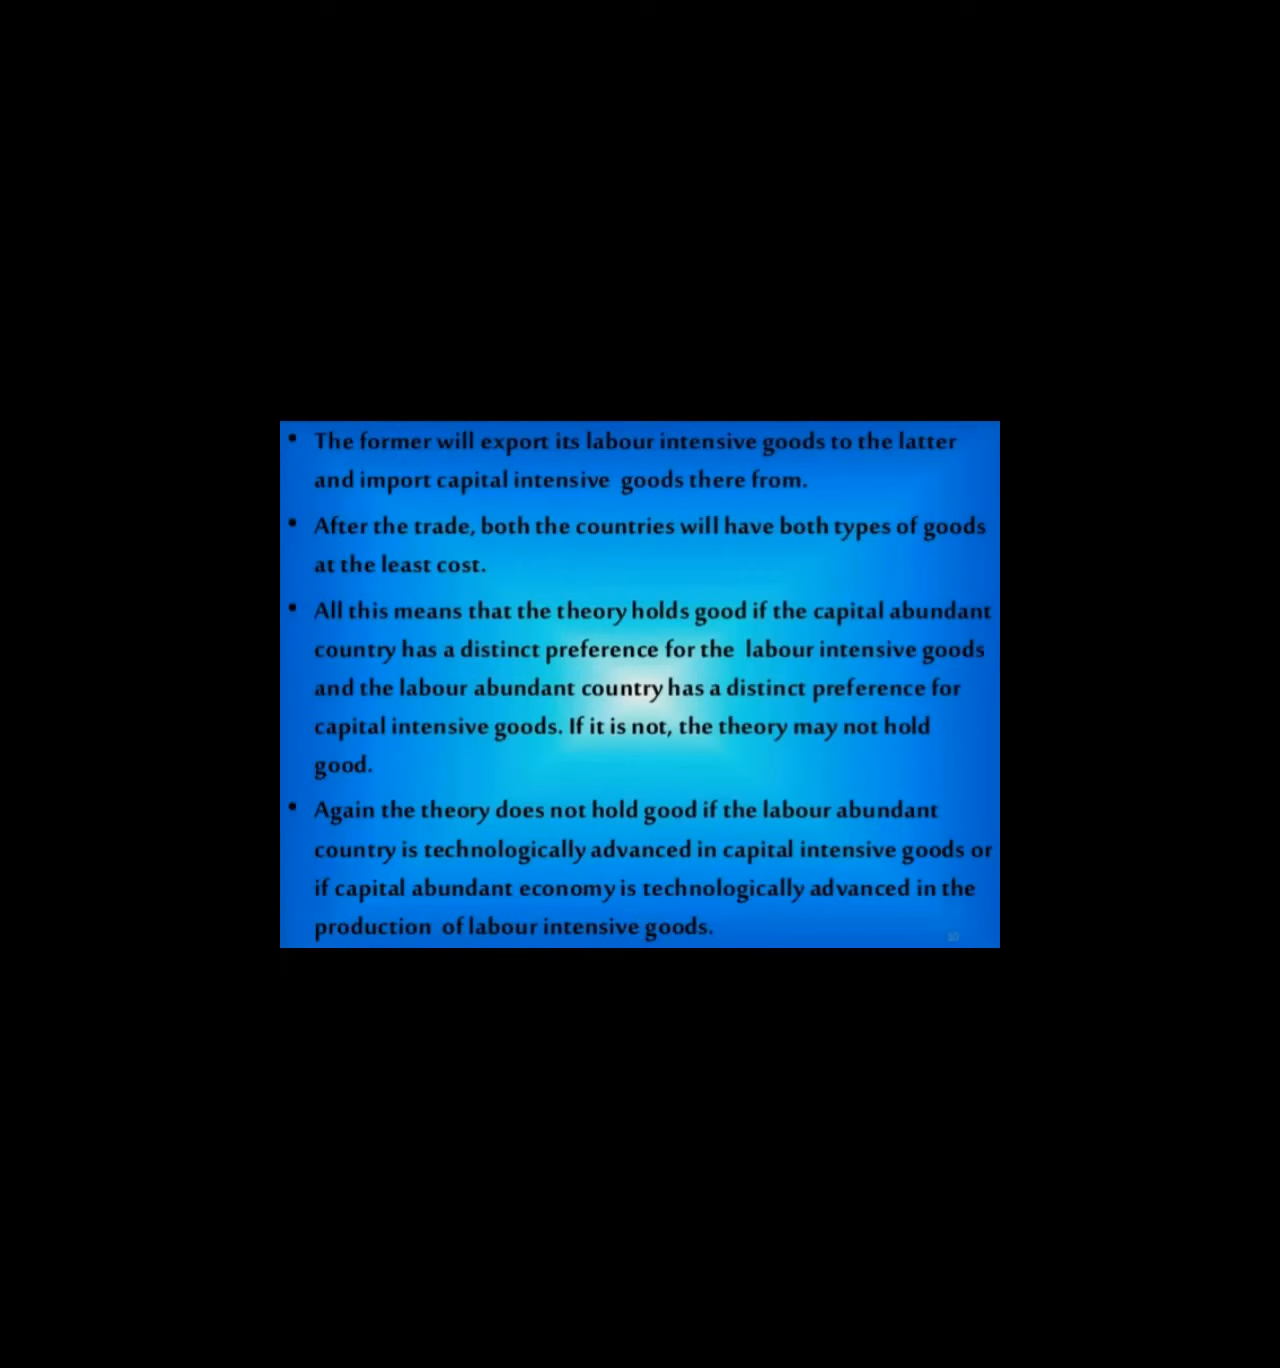 • The former will export its labour intensive goods to the latter
and import capital intensive goods there from.
• After the trade, both the countries will have both types of goods
at the least cost.
• All this means that the theory holds good if the capital abundant
country has a distinct preference for the labour intensive goods
and the labour abundant country has a distinct preference for
capital intensive goods. If it is not, the theory may not hold
good.
• Again the theory does not hold good if the labour abundant
country is technologically advanced in capital intensive goods or
if capital abundant economy is technologically advanced in the
production of labour intensive goods.